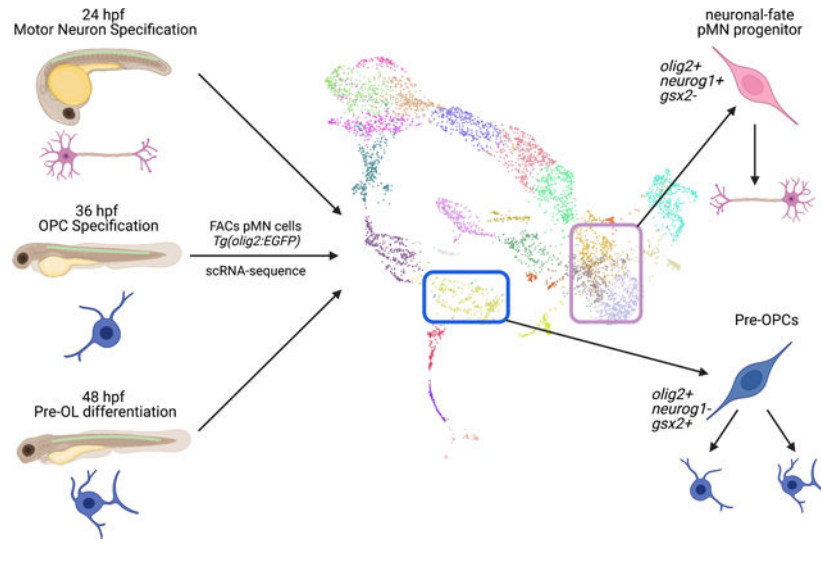 24 hpf
Motor Neuron Specification
36 hpf
OPC Specification
48 hpf
Pre-OL differentiation
FACs pMN cells
Tg(olig2:EGFP)
scRNA-sequence
neuronal-fate
pMN progenitor
olig2+
neurog1+
gsx2-
Pre-OPCs
olig2+
neurog1-
gsx2+